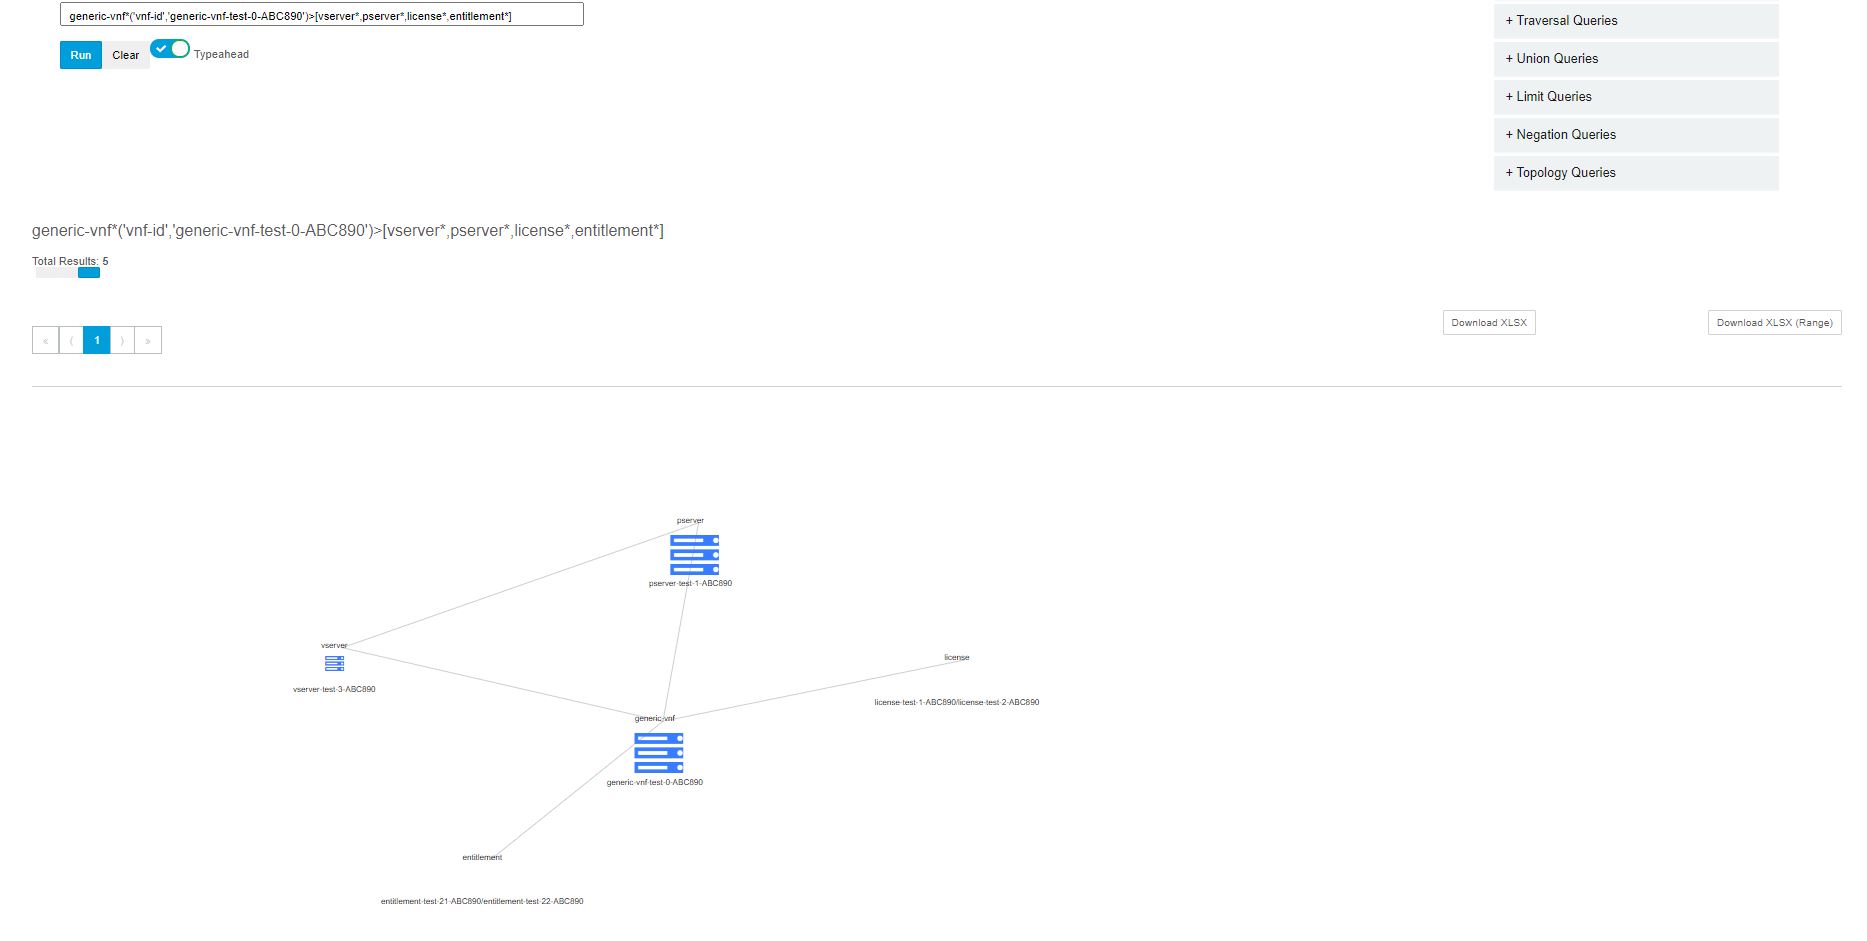 generic-vnf*('vnf-id','generic-vnf-test-0-ABC890')>[vserver*,pserver*,license*,entitlement*]
Run Clear Typeahead
+ Traversal Queries
+ Union Queries
+ Limit Queries
+ Negation Queries
+ Topology Queries
generic-vnf*('vnf-id','generic-vnf-test-0-ABC890')>[vserver*,pserver*,license*,entitlement*]
Total Results: 5
« ⟨ 1 ⟩ »
Download XLSX
Download XLSX (Range)
pserver
pserver-test-1-ABC890
vserver
vserver-test-3-ABC890
license
license-test-1-ABC890/license-test-2-ABC890
generic-vnf
generic-vnf-test-0-ABC890
entitlement
entitlement-test-21-ABC890/entitlement-test-22-ABC890